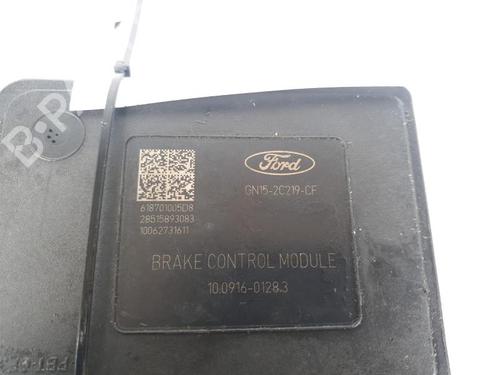 Ford
GN15-2C219-CF
618701005D8
28515893083
10062731611
BRAKE CONTROL MODULE
10.0916-0128.3